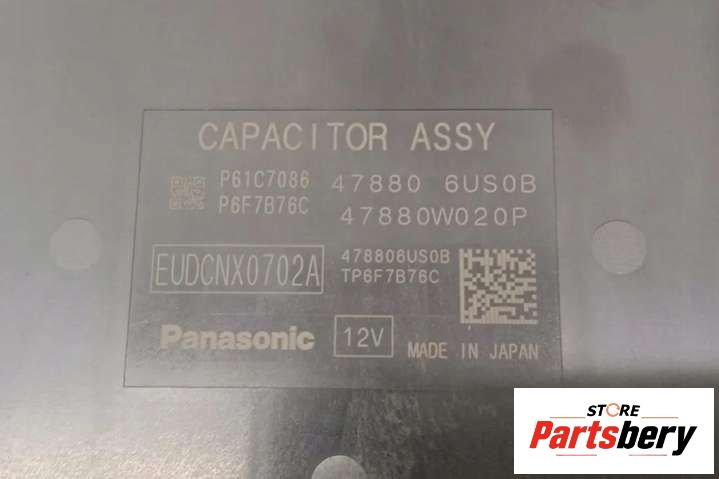 CAPACITOR ASSY
P61C7086 47880 6US0B
P6F7B76C 47880W020P
EUDCNX0702A
478806US0B
TP6F7B76C
Panasonic 12V MADE IN JAPAN
STORE
Partsbery